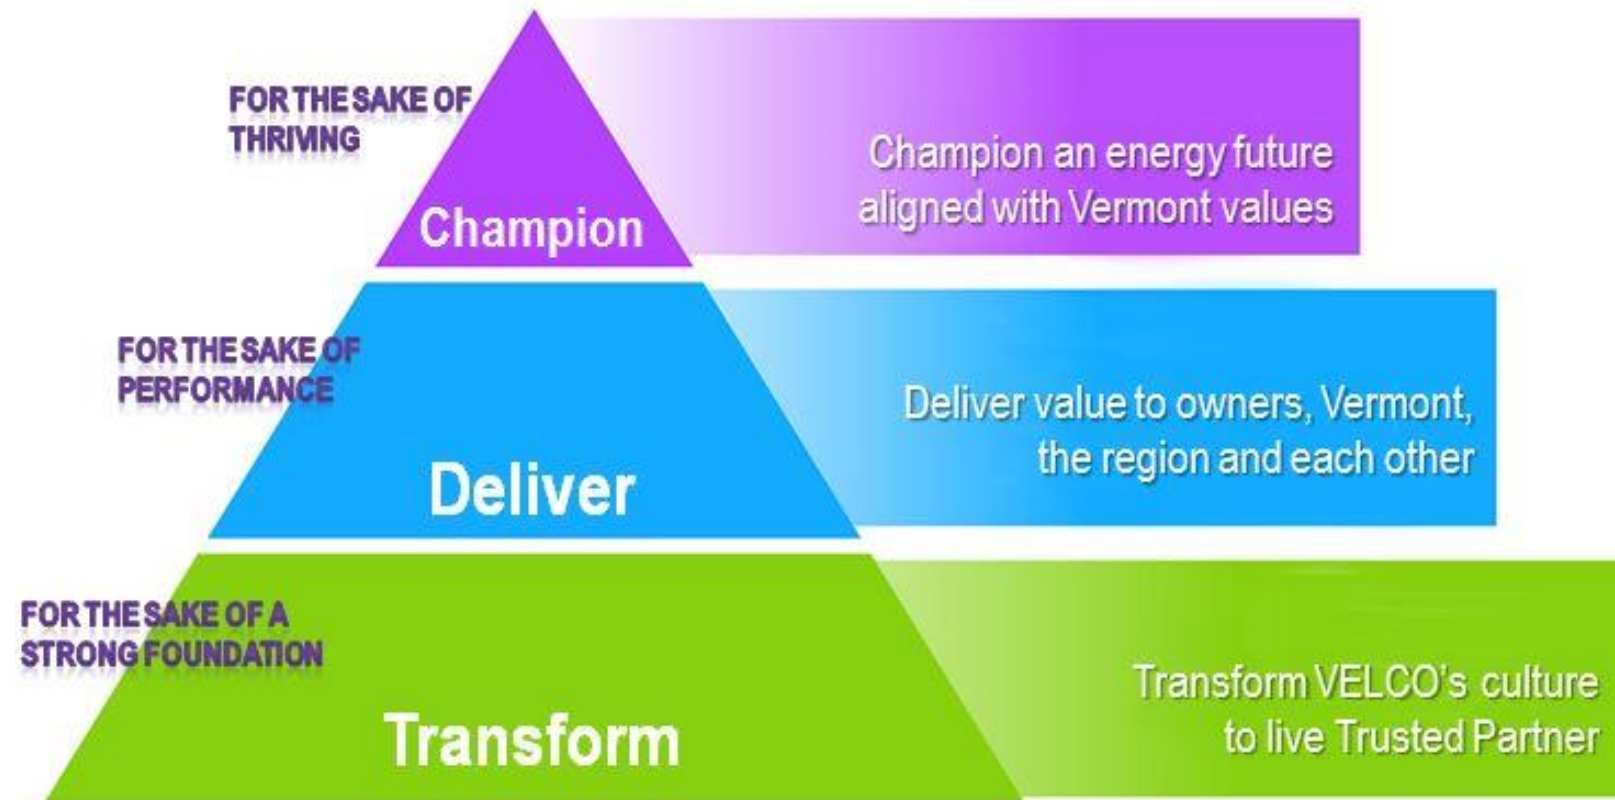 FOR THE SAKE OF
THRIVING
Champion
Champion an energy future
aligned with Vermont values
FOR THE SAKE OF
PERFORMANCE
Deliver
Deliver value to owners, Vermont,
the region and each other
FOR THE SAKE OF A
STRONG FOUNDATION
Transform
Transform VELCO's culture
to live Trusted Partner